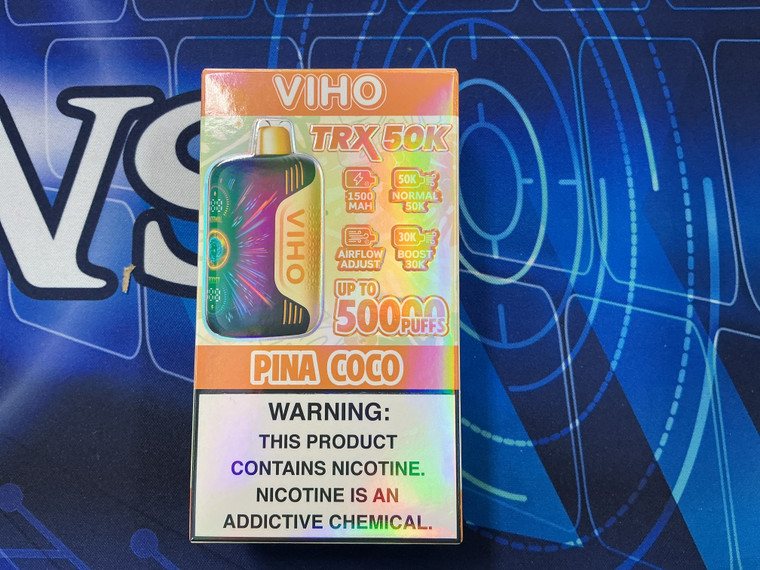 VS
VIHO
TRX 50K
1500
MAH
50K
NORMAL
50K
VIHO
AIRFLOW
ADJUST
30K
BOOST
30K
UP TO
50000
PUFFS
PINA COCO
WARNING:
THIS PRODUCT
CONTAINS NICOTINE.
NICOTINE IS AN
ADDICTIVE CHEMICAL.